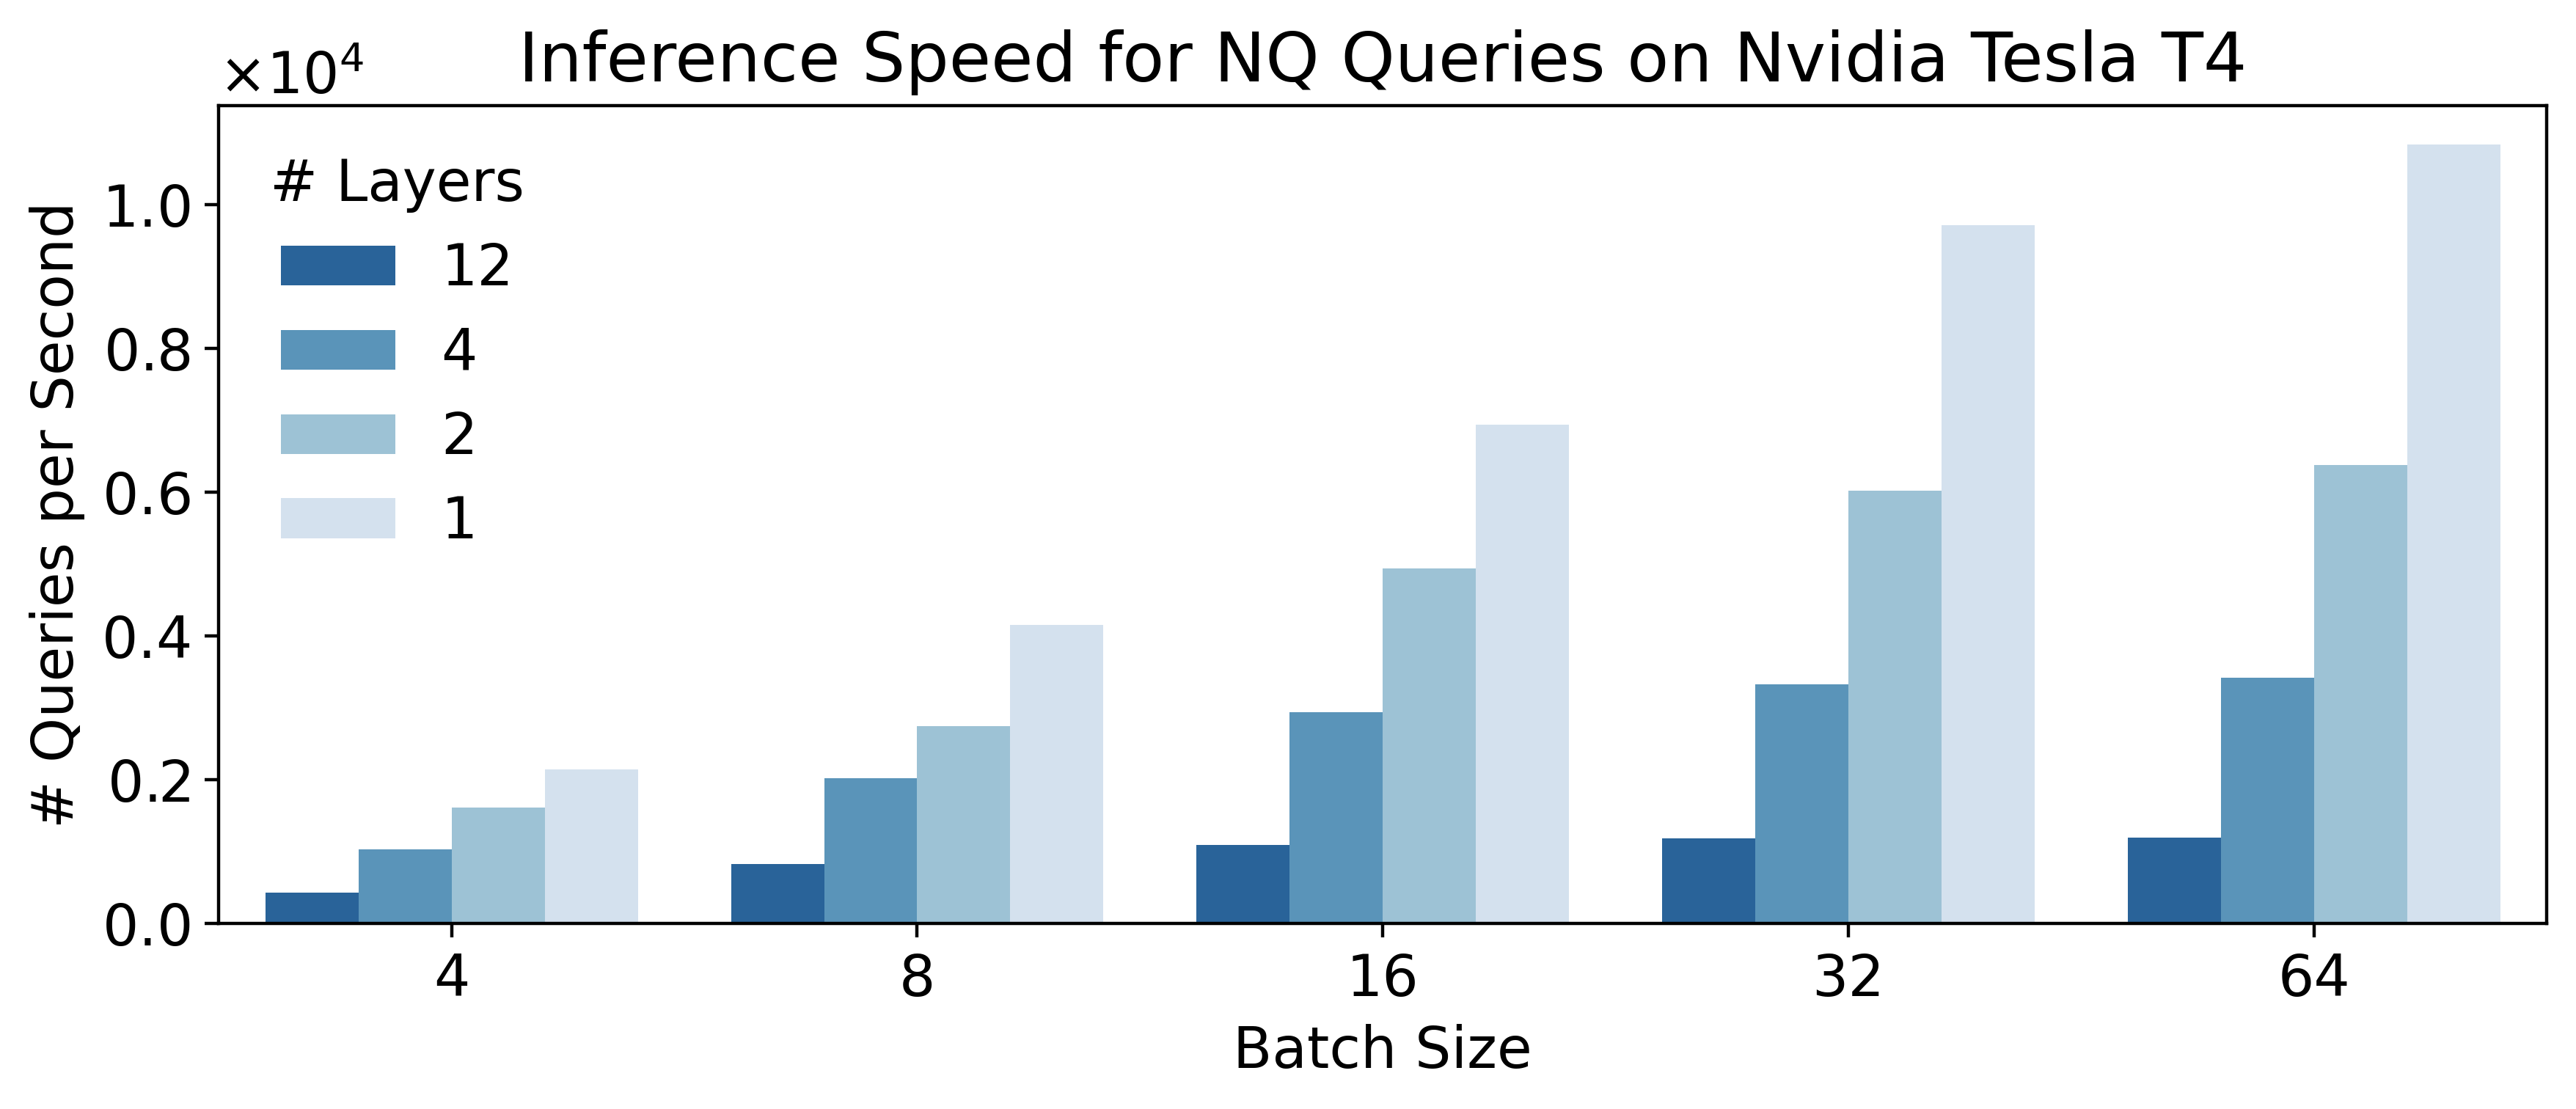 ×10⁴
Inference Speed for NQ Queries on Nvidia Tesla T4
# Queries per Second
1.0
0.8
0.6
0.4
0.2
0.0
# Layers
12
4
2
1
4 8 16 32 64
Batch Size